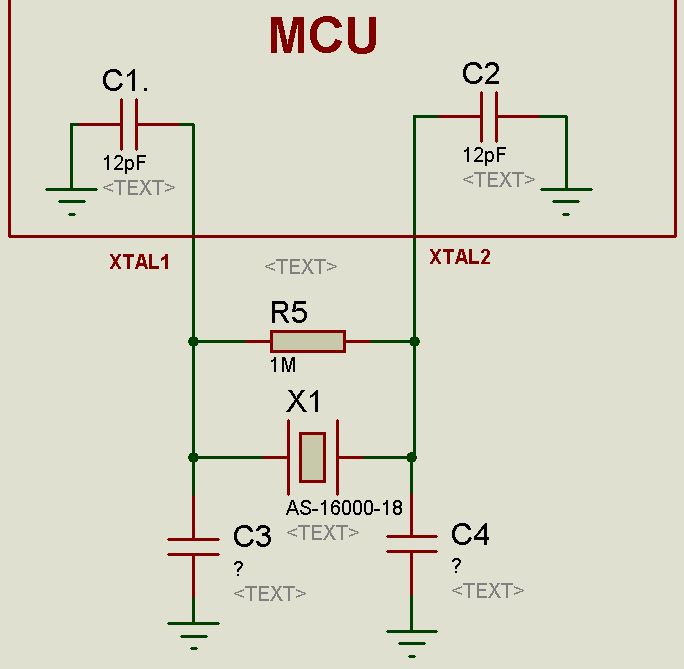 MCU
C1.
12pF
<TEXT>
C2
12pF
<TEXT>
XTAL1
<TEXT>
XTAL2
R5
1M
X1
AS-16000-18
<TEXT>
C3
?
<TEXT>
C4
?
<TEXT>